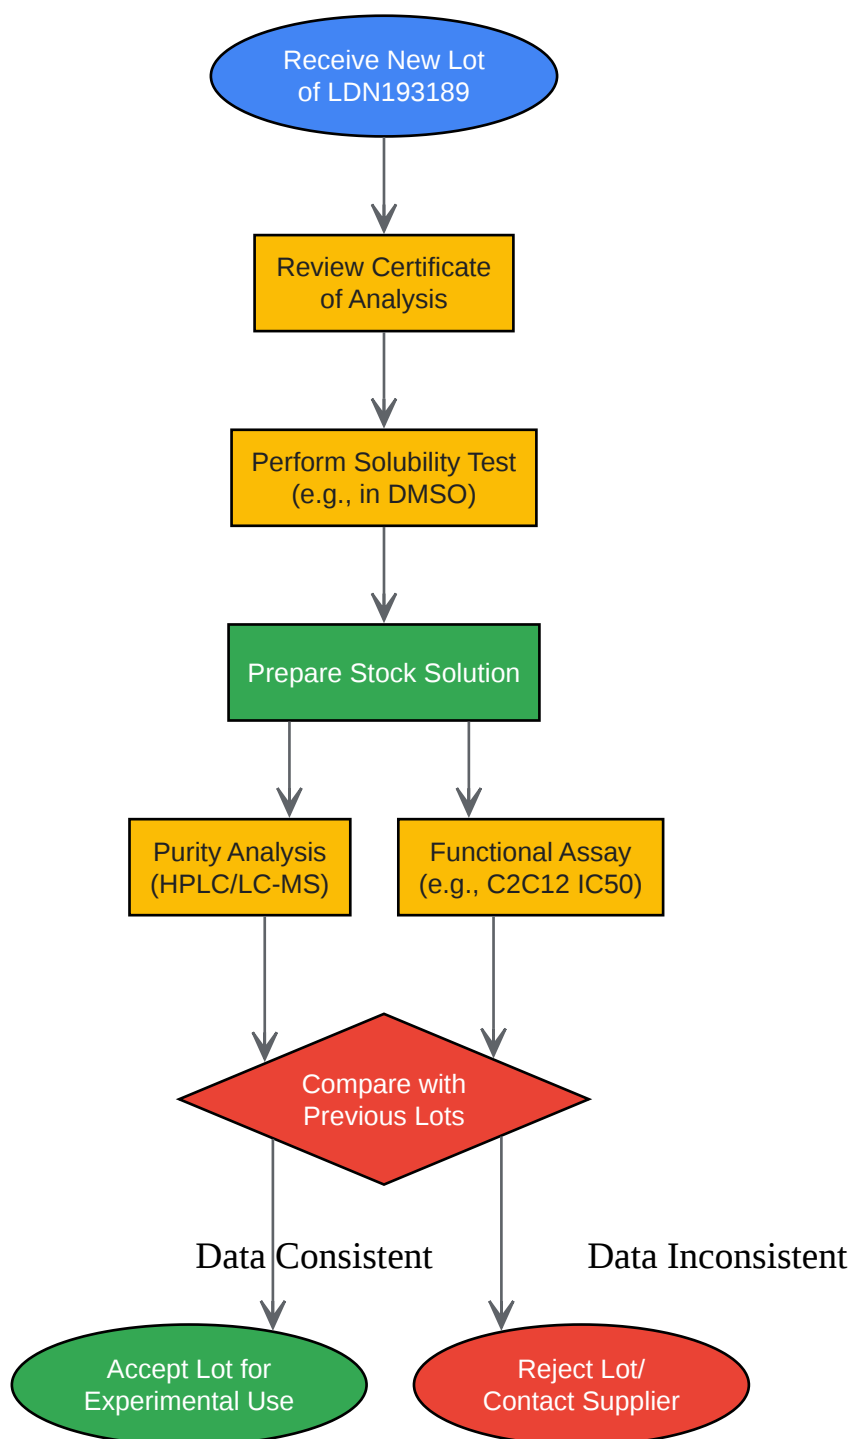 Receive New Lot
of LDN193189
Review Certificate
of Analysis
Perform Solubility Test
(e.g., in DMSO)
Prepare Stock Solution
Purity Analysis
(HPLC/LC-MS)
Functional Assay
(e.g., C2C12 IC50)
Compare with
Previous Lots
Data Consistent
Data Inconsistent
Accept Lot for
Experimental Use
Reject Lot/
Contact Supplier